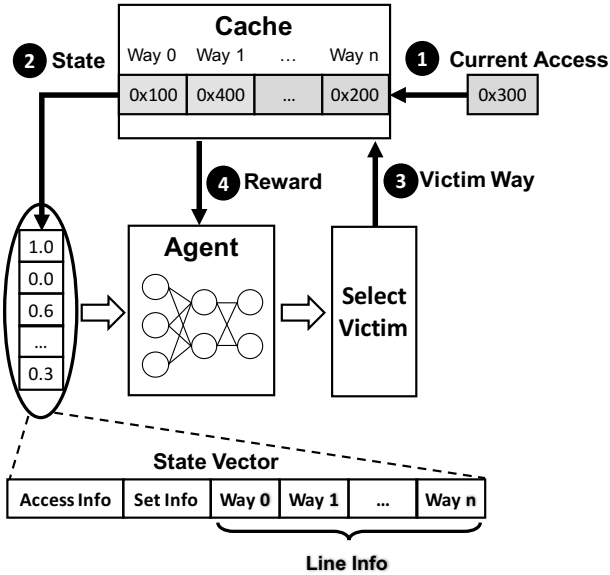 Cache
2 State
Way 0 Way 1 ... Way n
1 Current Access
0x100 0x400 ... 0x200
0x300
4 Reward
3 Victim Way
1.0
0.0
0.6
...
0.3
Agent
Select
Victim
State Vector
Access Info Set Info Way 0 Way 1 ... Way n
Line Info